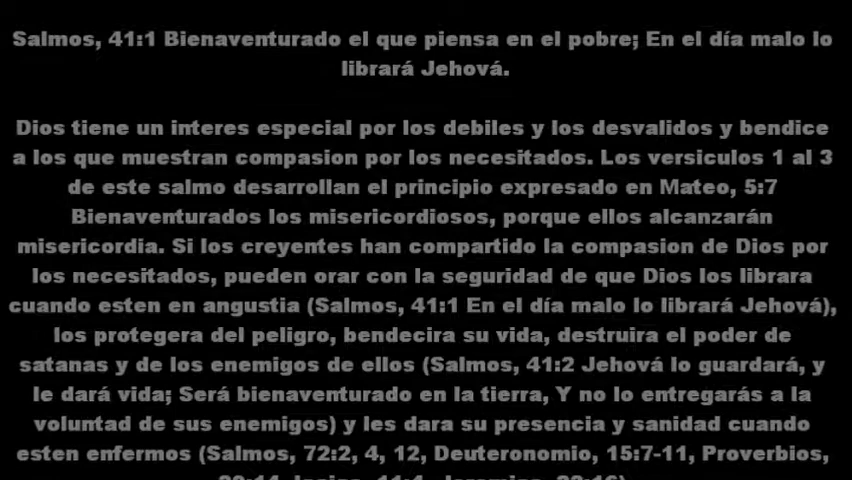 Salmos, 41:1 Bienaventurado el que piensa en el pobre; En el día malo lo
librará Jehová.
Dios tiene un interes especial por los debiles y los desvalidos y bendice
a los que muestran compasion por los necesitados. Los versiculos 1 al 3
de este salmo desarrollan el principio expresado en Mateo, 5:7
Bienaventurados los misericordiosos, porque ellos alcanzarán
misericordia. Si los creyentes han compartido la compasion de Dios por
los necesitados, pueden orar con la seguridad de que Dios los librara
cuando esten en angustia (Salmos, 41:1 En el día malo lo librará Jehová),
los protegera del peligro, bendecira su vida, destruira el poder de
satanas y de los enemigos de ellos (Salmos, 41:2 Jehová lo guardará, y
le dará vida; Será bienaventurado en la tierra, Y no lo entregarás a la
voluntad de sus enemigos) y les dara su presencia y sanidad cuando
esten enfermos (Salmos, 72:2, 4, 12, Deuteronomio, 15:7-11, Proverbios,